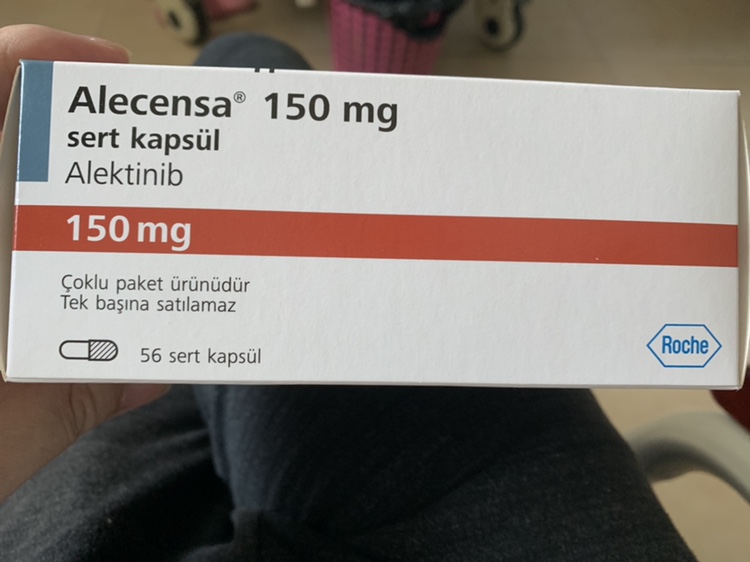 Alecensa® 150 mg
sert kapsül
Alektinib
150 mg
Çoklu paket ürünüdür
Tek başına satılamaz
56 sert kapsül
Roche